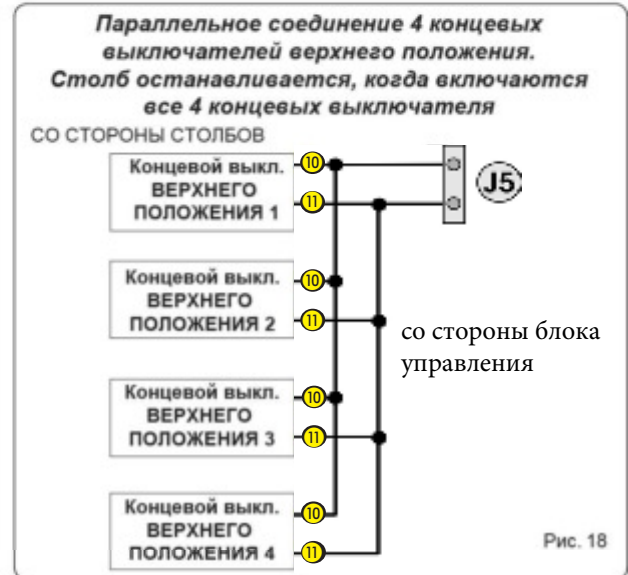 Параллельное соединение 4 концевых
выключателей верхнего положения.
Столб останавливается, когда включаются
все 4 концевых выключателя
СО СТОРОНЫ СТОЛБОВ
Концевой выкл.
ВЕРХНЕГО
ПОЛОЖЕНИЯ 1
10
11
J5
Концевой выкл.
ВЕРХНЕГО
ПОЛОЖЕНИЯ 2
10
11
со стороны блока
управления
Концевой выкл.
ВЕРХНЕГО
ПОЛОЖЕНИЯ 3
10
11
Концевой выкл.
ВЕРХНЕГО
ПОЛОЖЕНИЯ 4
10
11
Рис. 18